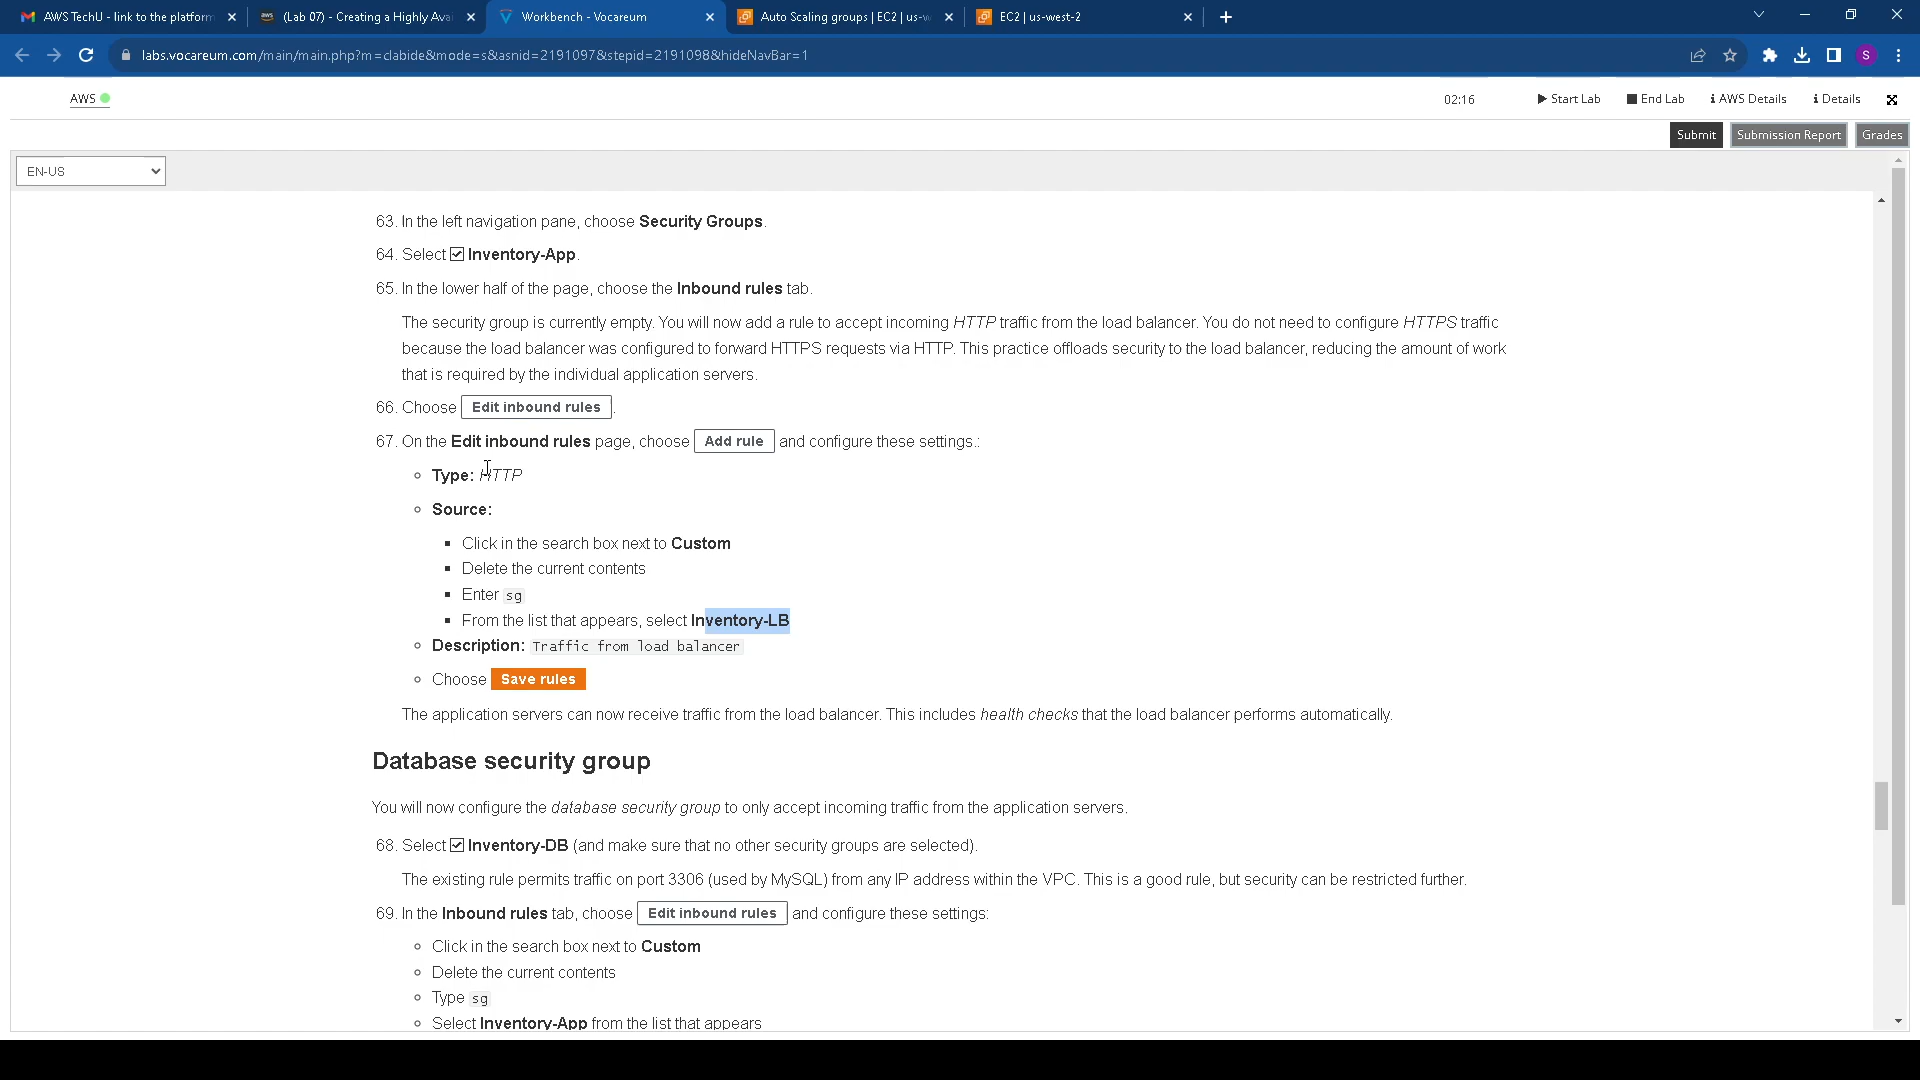 AWS TechU - link to the platform
(Lab 07) - Creating a Highly Ava
Workbench - Vocareum
Auto Scaling groups | EC2 | us-w
EC2 | us-west-2
labs.vocareum.com/main/main.php?m=clabide&mode=s&asnid=2191097&stepid=2191098&hideNavBar=1
S
AWS
02:16
Start Lab
End Lab
AWS Details
Details
Submit
Submission Report
Grades
EN-US
63. In the left navigation pane, choose Security Groups.
64. Select Inventory-App.
65. In the lower half of the page, choose the Inbound rules tab.
The security group is currently empty. You will now add a rule to accept incoming HTTP traffic from the load balancer. You do not need to configure HTTPS traffic
because the load balancer was configured to forward HTTPS requests via HTTP. This practice offloads security to the load balancer, reducing the amount of work
that is required by the individual application servers.
66. Choose Edit inbound rules.
67. On the Edit inbound rules page, choose Add rule and configure these settings.:
Type: HTTP
Source:
Click in the search box next to Custom
Delete the current contents
Enter sg
From the list that appears, select Inventory-LB
Description: Traffic from load balancer
Choose Save rules
The application servers can now receive traffic from the load balancer. This includes health checks that the load balancer performs automatically.
Database security group
You will now configure the database security group to only accept incoming traffic from the application servers.
68. Select Inventory-DB (and make sure that no other security groups are selected).
The existing rule permits traffic on port 3306 (used by MySQL) from any IP address within the VPC. This is a good rule, but security can be restricted further.
69. In the Inbound rules tab, choose Edit inbound rules and configure these settings:
Click in the search box next to Custom
Delete the current contents
Type sg
Select Inventory-App from the list that appears